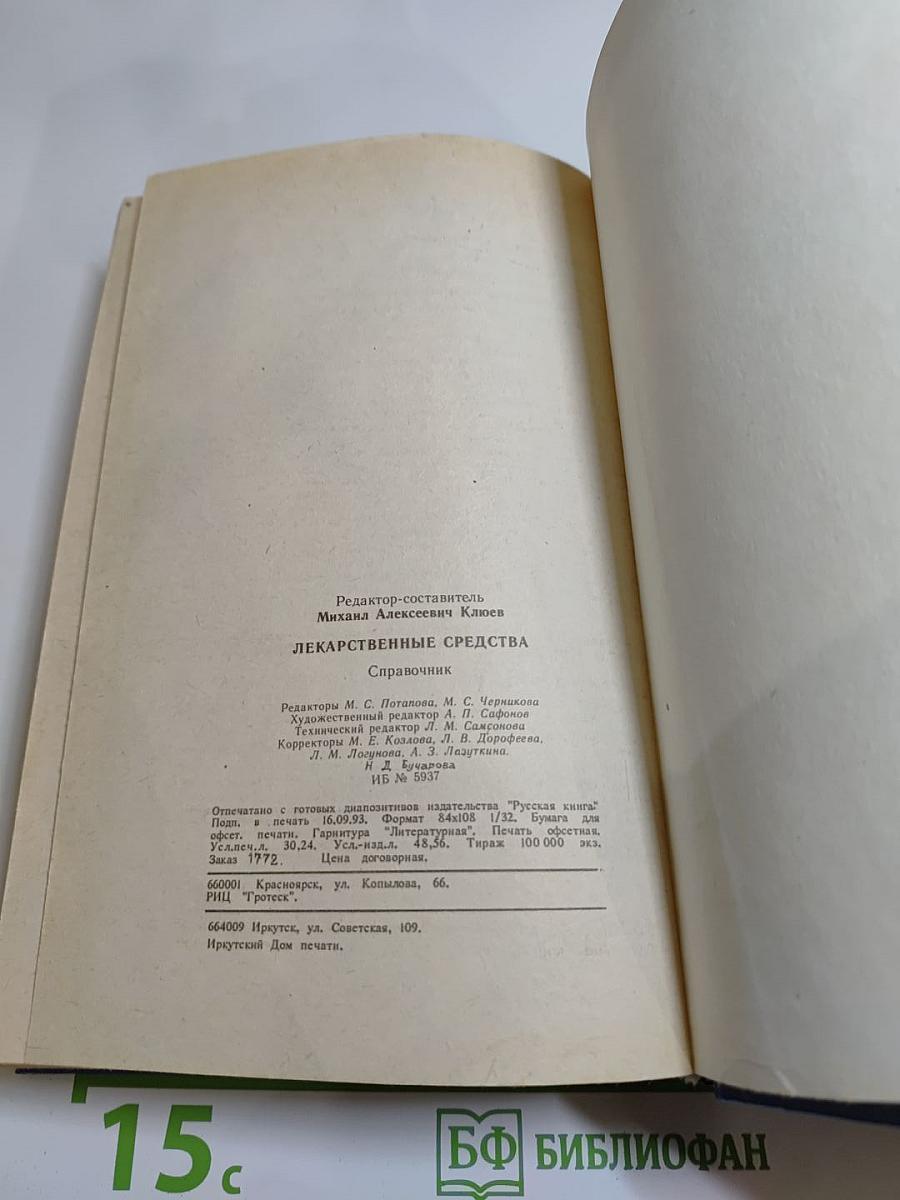 Редактор-составитель
Михаил Алексеевич Клюев
ЛЕКАРСТВЕННЫЕ СРЕДСТВА
Справочник
Редакторы М. С. Потапова, М. С. Черникова
Художественный редактор А. П. Сафонов
Технический редактор Л. М. Самсонова
Корректоры М. Е. Козлова, Л. В. Дорофеева,
Л. М. Логунова, А. З. Лазуткина.
Н Д Бучарова
ИБ № 5937
Отпечатано с готовых диапозитивов издательства "Русская книга".
Подп. в печать 16.09.93. Формат 84х108 1/32. Бумага для
офсет. печати. Гарнитура "Литературная". Печать офсетная.
Усл.печ.л. 30,24. Усл.-изд.л. 48,56. Тираж 100 000 экз.
Заказ 1772. Цена договорная.
660001 Красноярск, ул. Копылова, 66.
РИЦ "Гротеск".
664009 Иркутск, ул. Советская, 109.
Иркутский Дом печати.
15 с
БФ БИБЛИОФАН